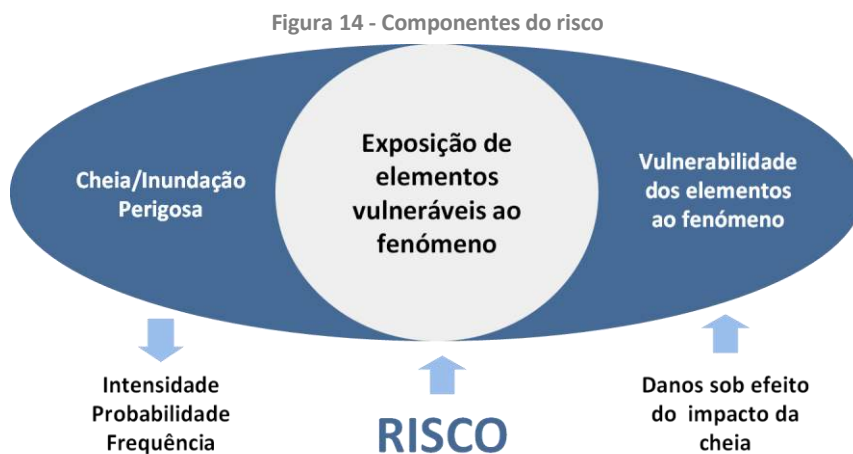 Figura 14 - Componentes do risco
Cheia/Inundação
Perigosa
Exposição de
elementos
vulneráveis ao
fenómeno
Vulnerabilidade
dos elementos
ao fenómeno
Intensidade
Probabilidade
Frequência
RISCO
Danos sob efeito
do impacto da
cheia